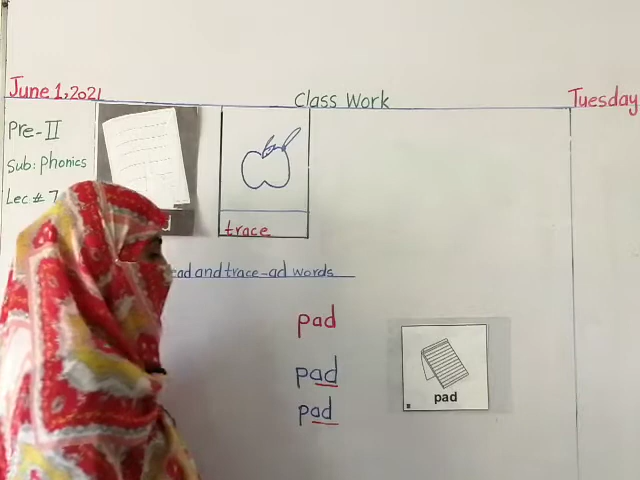 June 1, 2021
Class Work
Tuesday
Pre-II
Sub: Phonics
Lec # 7
trace
ead and trace-ad words
pad
pad
pad
pad